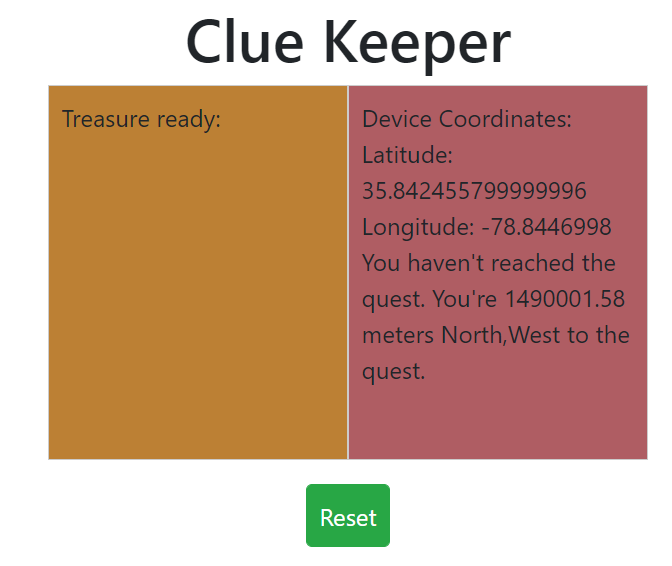 Clue Keeper
Treasure ready:
Device Coordinates:
Latitude:
35.842455799999996
Longitude: -78.8446998
You haven't reached the
quest. You're 1490001.58
meters North,West to the
quest.
Reset